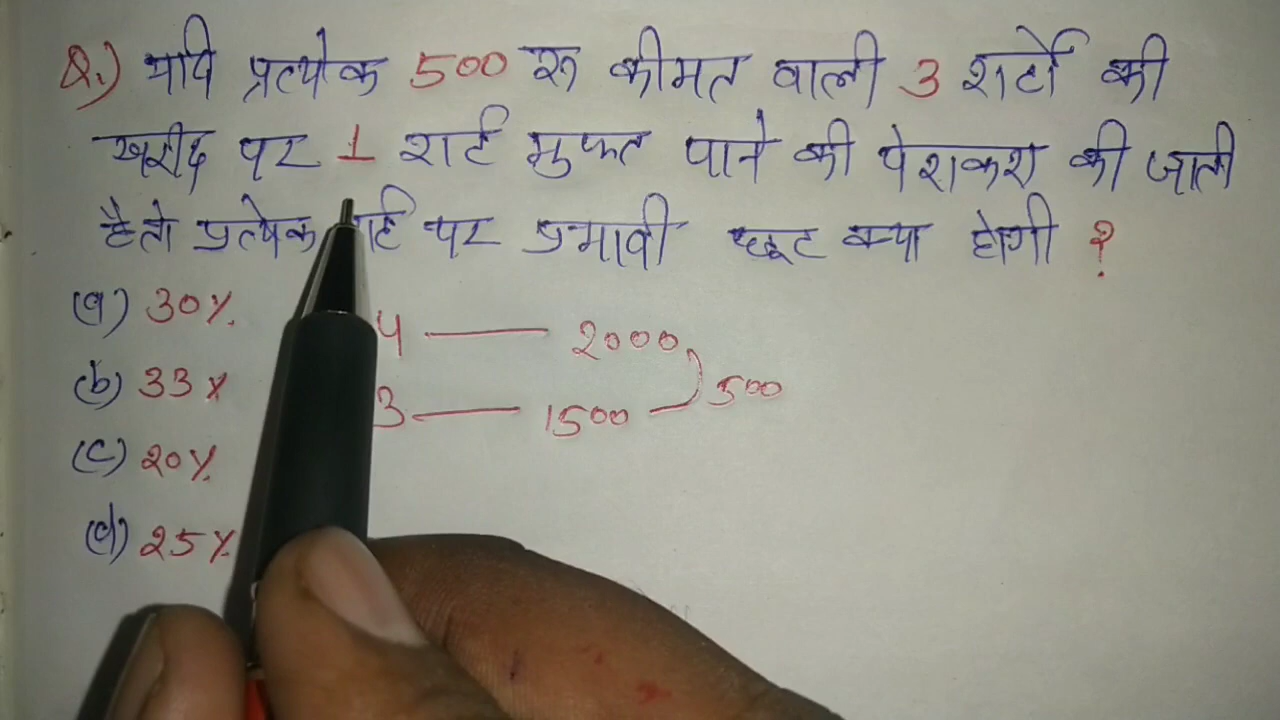 Q.) यदि प्रत्येक 500 रु कीमत वाली 3 शर्टो की
खरीद पर 1 शर्ट मुफ्त पाने की पेशकश की जाती
है तो प्रत्येक शर्ट पर प्रभावी छूट क्या होगी ?
(a) 30%
4 — 2000
(b) 33%
3 — 1500
500
(c) 20%
(d) 25%